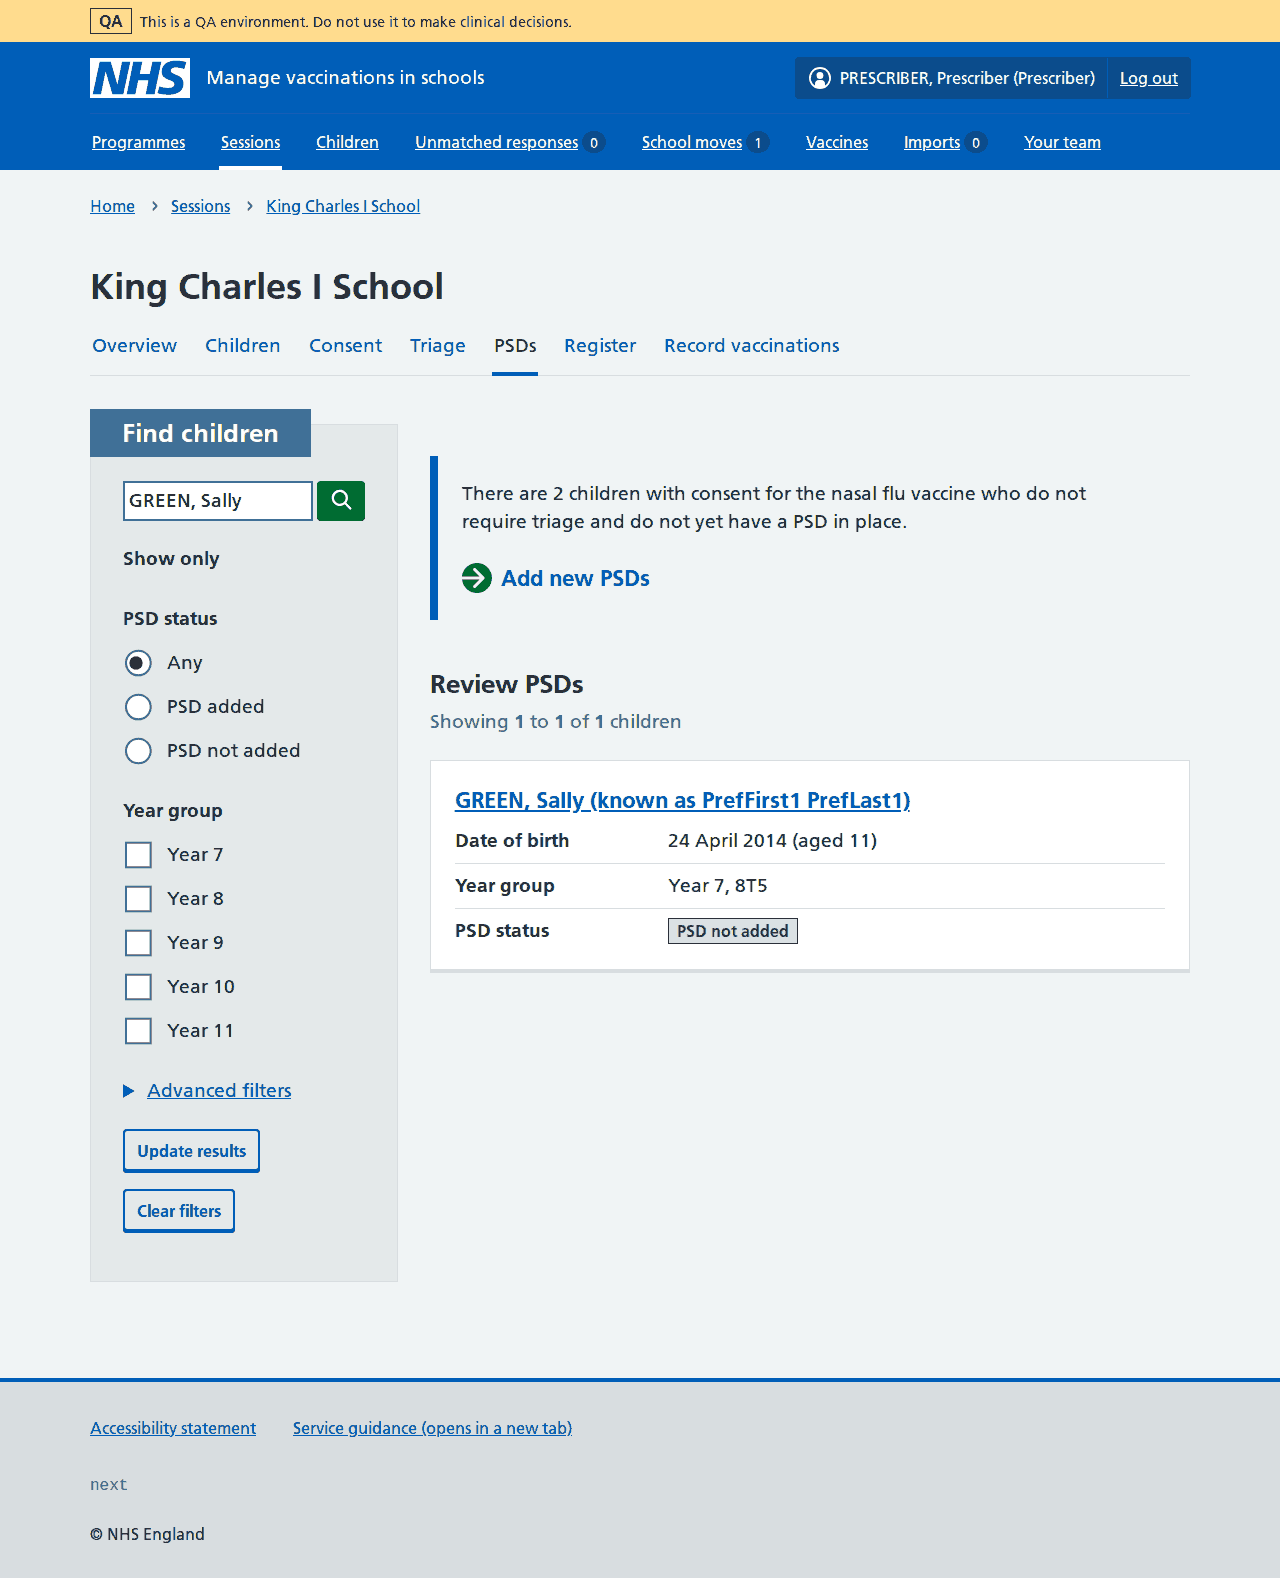 QA This is a QA environment. Do not use it to make clinical decisions.
NHS Manage vaccinations in schools
PRESCRIBER, Prescriber (Prescriber) Log out
Programmes Sessions Children Unmatched responses 0 School moves 1 Vaccines Imports 0 Your team
Home Sessions King Charles I School
King Charles I School
Overview Children Consent Triage PSDs Register Record vaccinations
Find children
GREEN, Sally
Show only
PSD status
Any
PSD added
PSD not added
Year group
Year 7
Year 8
Year 9
Year 10
Year 11
Advanced filters
Update results
Clear filters
There are 2 children with consent for the nasal flu vaccine who do not
require triage and do not yet have a PSD in place.
Add new PSDs
Review PSDs
Showing 1 to 1 of 1 children
GREEN, Sally (known as PrefFirst1 PrefLast1)
Date of birth 24 April 2014 (aged 11)
Year group Year 7, 8T5
PSD status PSD not added
Accessibility statement Service guidance (opens in a new tab)
next
© NHS England